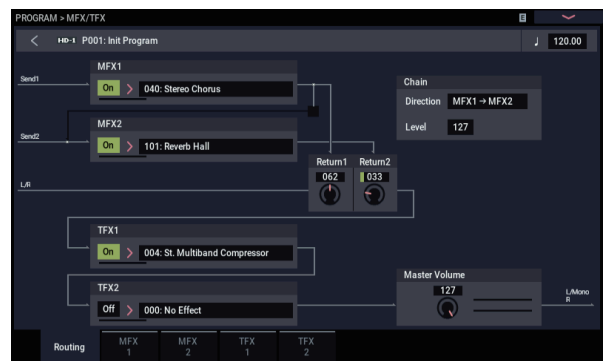 PROGRAM > MFX/TFX E
HD-1 P001: Init Program ♩ 120.00
MFX1
Send1
On > 040: Stereo Chorus
Chain
Direction MFX1 → MFX2
Level 127
MFX2
Send2
On > 101: Reverb Hall
Return1 Return2
062 033
L/R
TFX1
On > 004: St. Multiband Compressor
TFX2
Off > 000: No Effect
Master Volume
127
L/Mono
R
Routing MFX 1 MFX 2 TFX 1 TFX 2